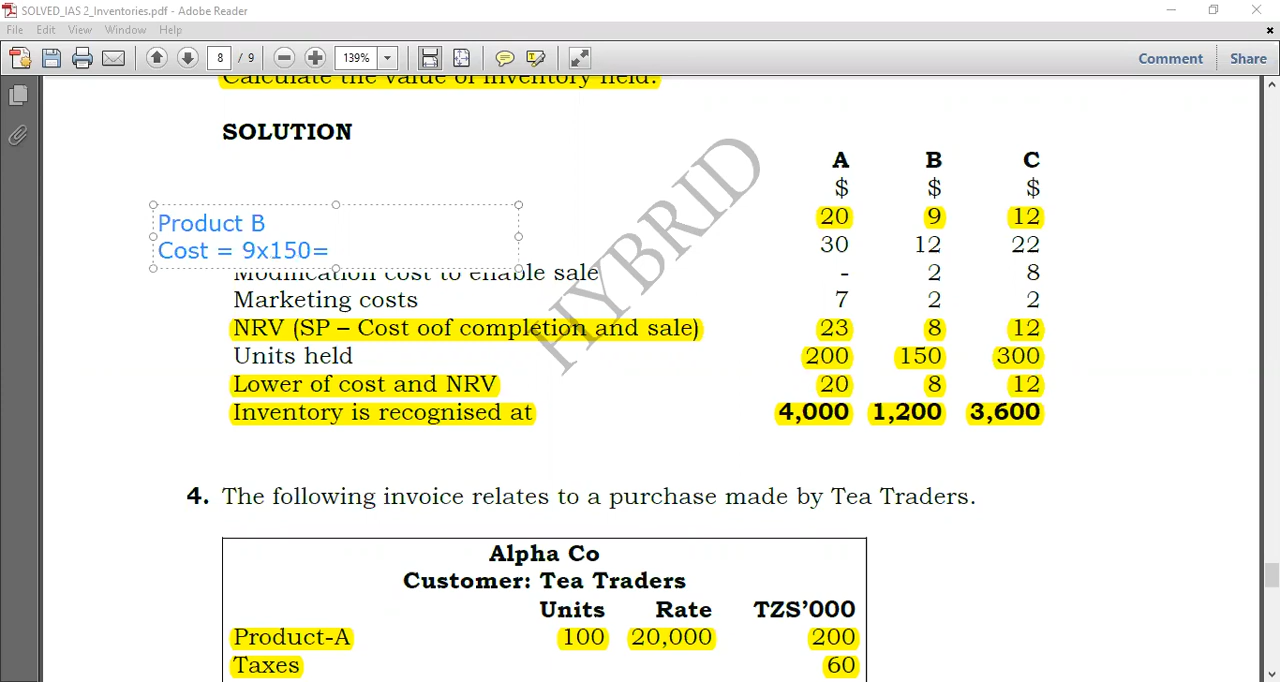 SOLVED_IAS 2_Inventories.pdf - Adobe Reader
File Edit View Window Help
8 / 9 139% Comment Share
Calculate the value of inventory held.
SOLUTION
A B C
$ $ $
20 9 12
Product B
Cost = 9x150=
30 12 22
Modification cost to enable sale - 2 8
Marketing costs 7 2 2
NRV (SP – Cost oof completion and sale) 23 8 12
Units held 200 150 300
Lower of cost and NRV 20 8 12
Inventory is recognised at 4,000 1,200 3,600
HYBRID
4. The following invoice relates to a purchase made by Tea Traders.
Alpha Co
Customer: Tea Traders
Units Rate TZS’000
Product-A 100 20,000 200
Taxes 60